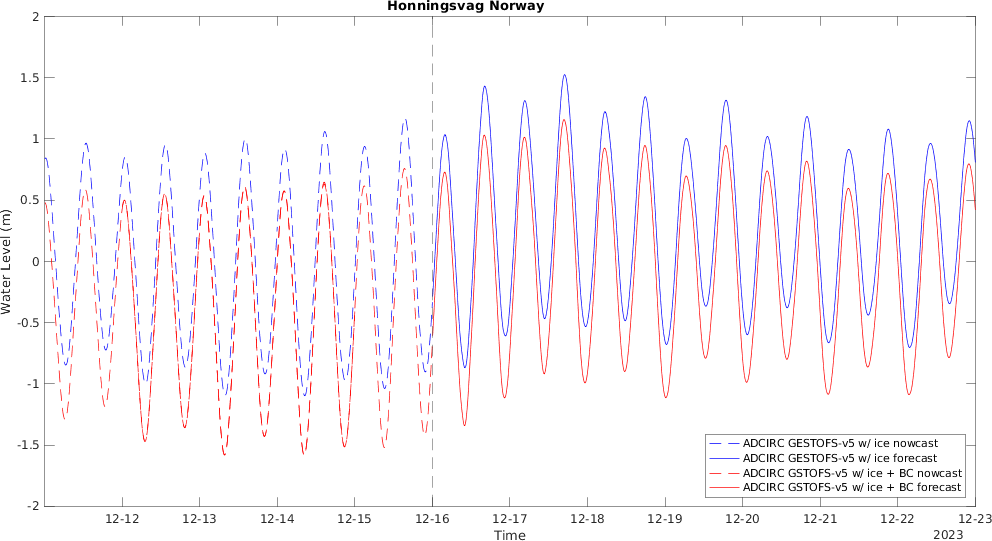 Honningsvag Norway
2
1.5
1
0.5
0
-0.5
-1
-1.5
-2
Water Level (m)
12-12 12-13 12-14 12-15 12-16 12-17 12-18 12-19 12-20 12-21 12-22 12-23
2023
Time
ADCIRC GESTOFS-v5 w/ ice nowcast
ADCIRC GESTOFS-v5 w/ ice forecast
ADCIRC GSTOFS-v5 w/ ice + BC nowcast
ADCIRC GSTOFS-v5 w/ ice + BC forecast